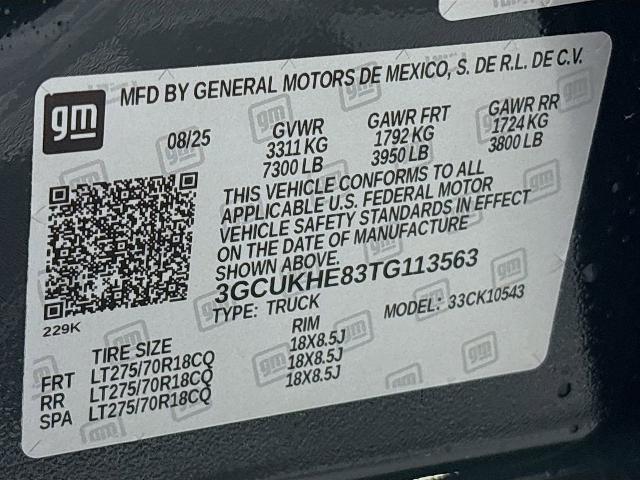 gm
MFD BY GENERAL MOTORS DE MEXICO, S. DE R.L. DE C.V.
08/25
GVWR
3311 KG
7300 LB
GAWR FRT
1792 KG
3950 LB
GAWR RR
1724 KG
3800 LB
THIS VEHICLE CONFORMS TO ALL
APPLICABLE U.S. FEDERAL MOTOR
VEHICLE SAFETY STANDARDS IN EFFECT
ON THE DATE OF MANUFACTURE
SHOWN ABOVE.
3GCUKHE83TG113563
TYPE: TRUCK
MODEL: 33CK10543
229K
TIRE SIZE RIM
FRT LT275/70R18CQ 18X8.5J
RR LT275/70R18CQ 18X8.5J
SPA LT275/70R18CQ 18X8.5J